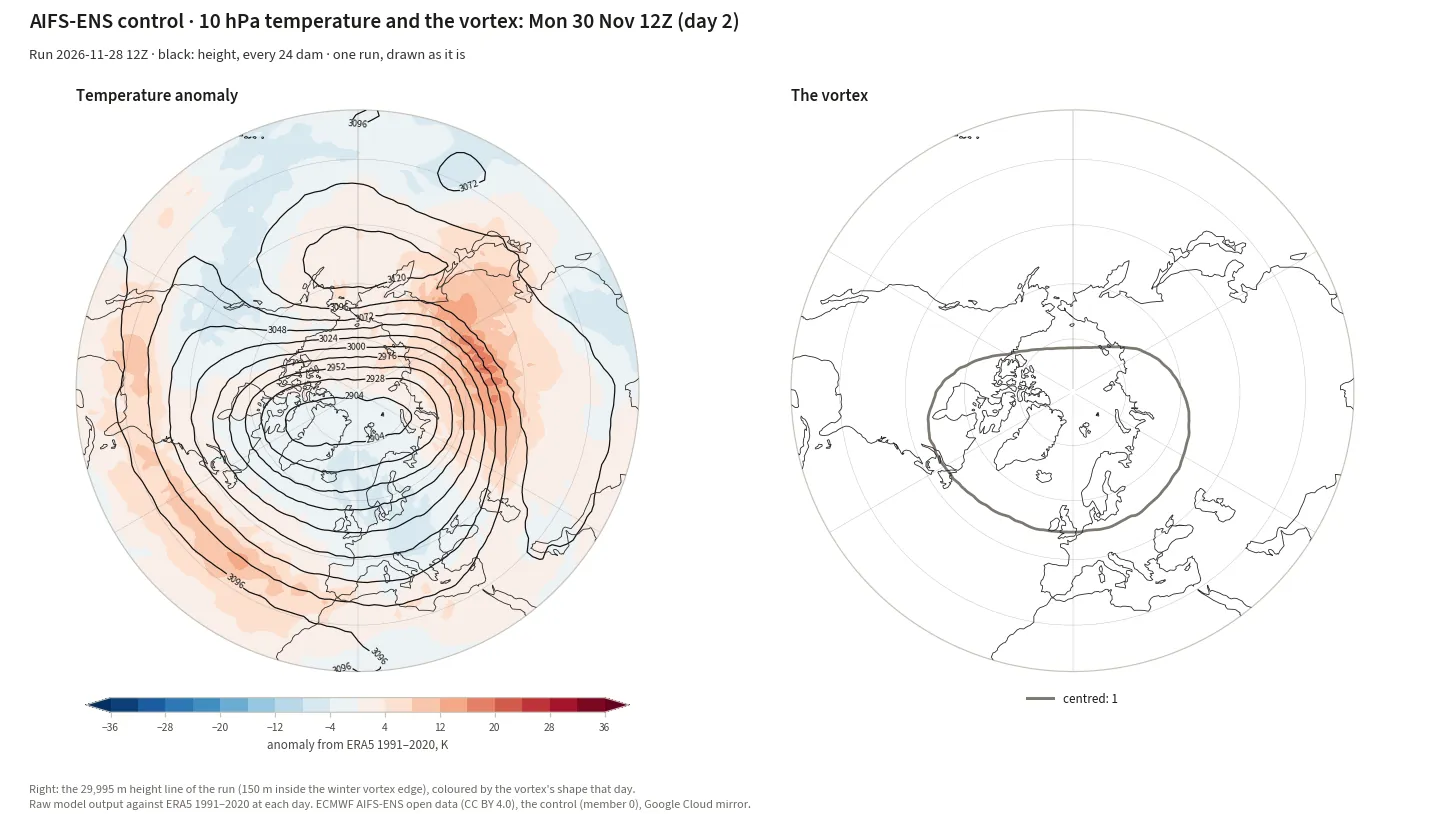 AIFS-ENS control · 10 hPa temperature and the vortex: Mon 30 Nov 12Z (day 2)
Run 2026-11-28 12Z · black: height, every 24 dam · one run, drawn as it is
Temperature anomaly
The vortex
3096
3072
3120
3096
3072
3048
3024
3000
2976
2952
2928
2904
2904
3096
3096
3096
−36 −28 −20 −12 −4 4 12 20 28 36
anomaly from ERA5 1991–2020, K
centred: 1
Right: the 29,995 m height line of the run (150 m inside the winter vortex edge), coloured by the vortex's shape that day.
Raw model output against ERA5 1991–2020 at each day. ECMWF AIFS-ENS open data (CC BY 4.0), the control (member 0), Google Cloud mirror.